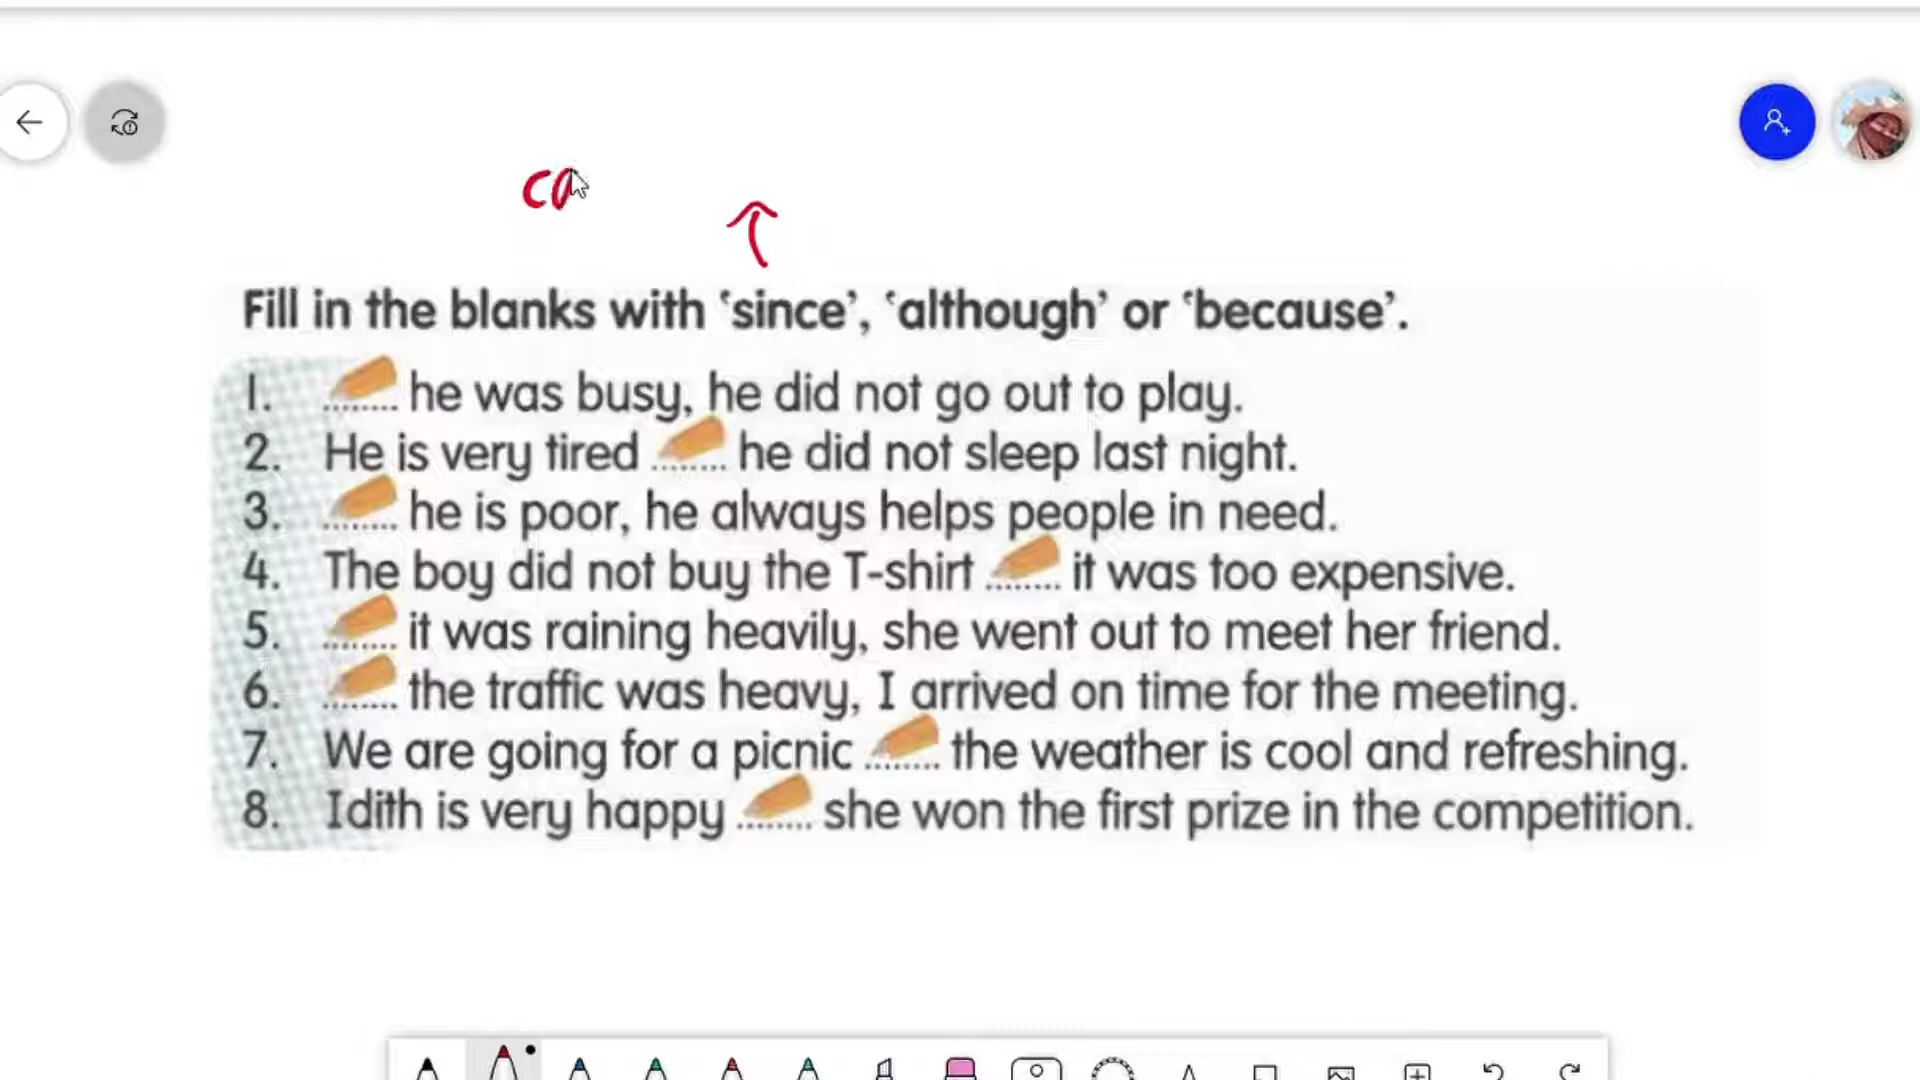 ca
Fill in the blanks with ‘since’, ‘although’ or ‘because’.
1. ........ he was busy, he did not go out to play.
2. He is very tired ........ he did not sleep last night.
3. ........ he is poor, he always helps people in need.
4. The boy did not buy the T-shirt ........ it was too expensive.
5. ........ it was raining heavily, she went out to meet her friend.
6. ........ the traffic was heavy, I arrived on time for the meeting.
7. We are going for a picnic ........ the weather is cool and refreshing.
8. Idith is very happy ........ she won the first prize in the competition.